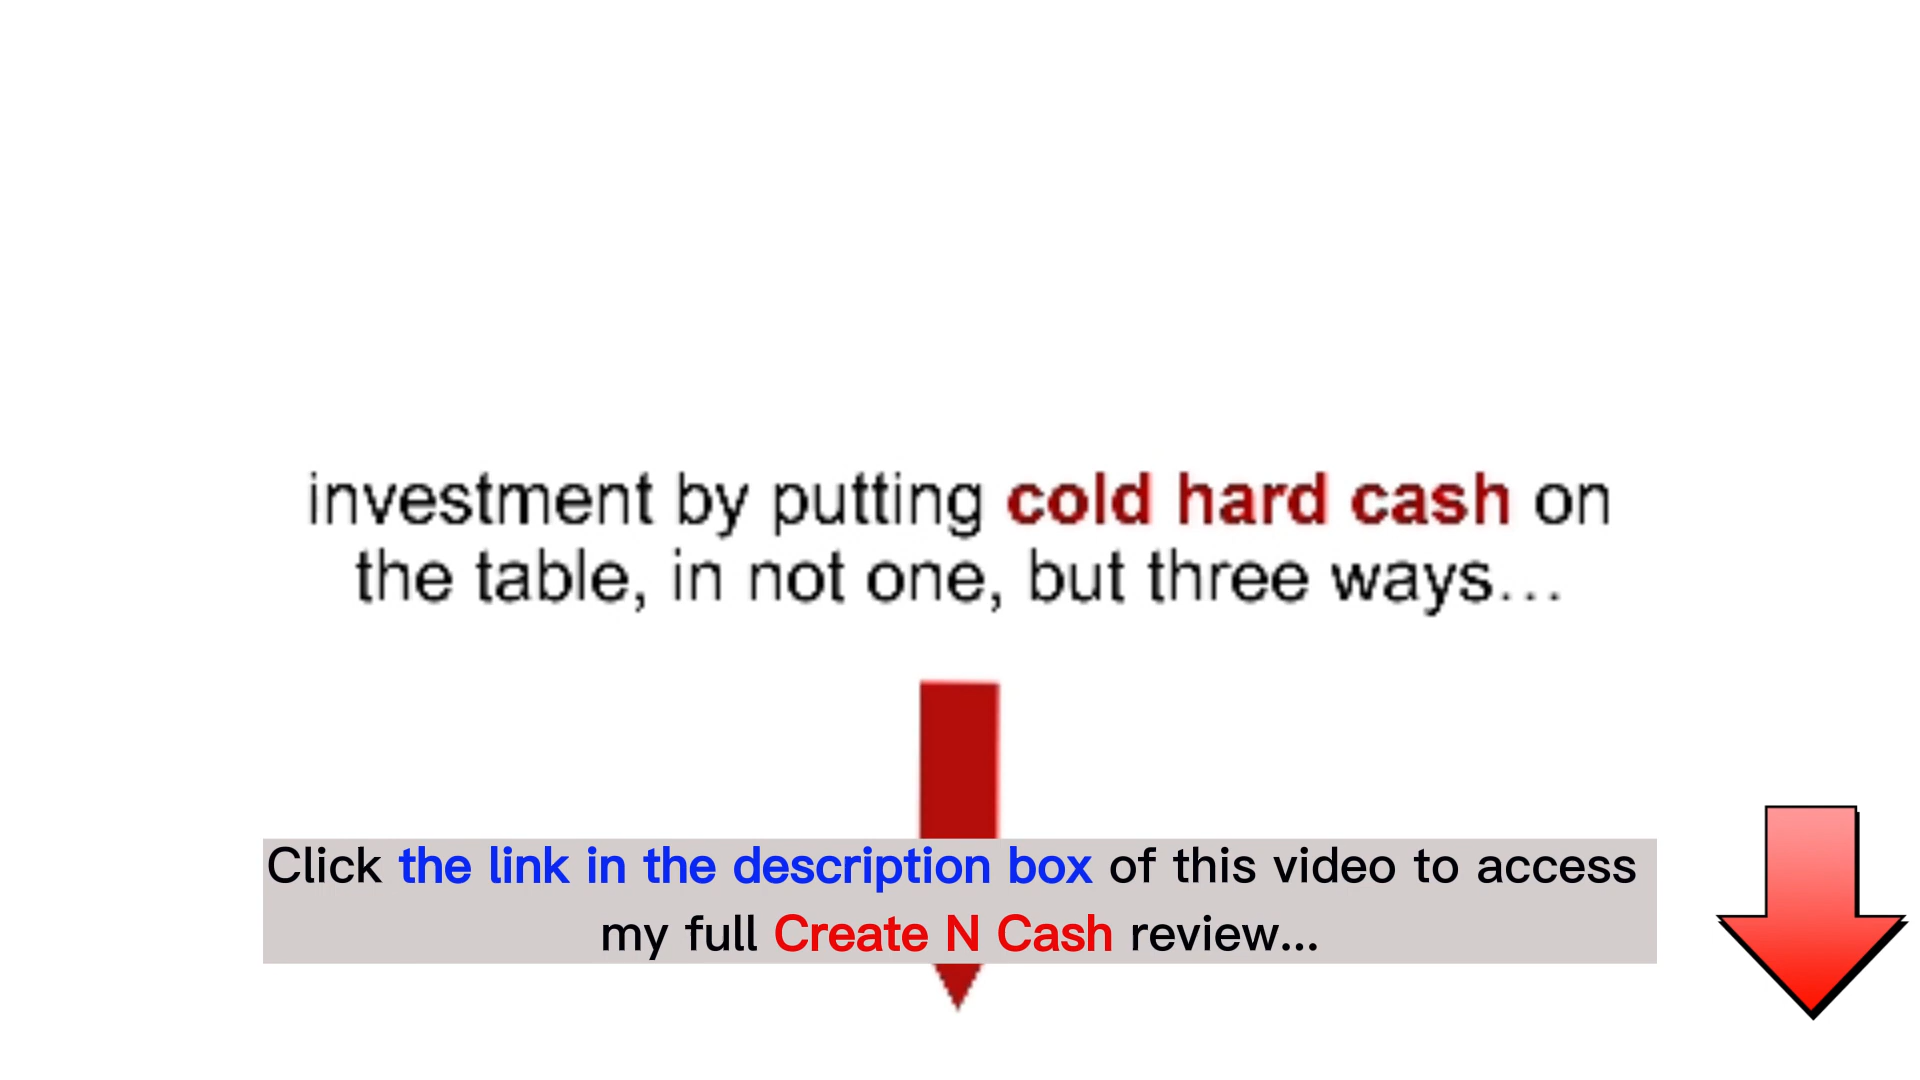 investment by putting cold hard cash on
the table, in not one, but three ways...
Click the link in the description box of this video to access
my full Create N Cash review...